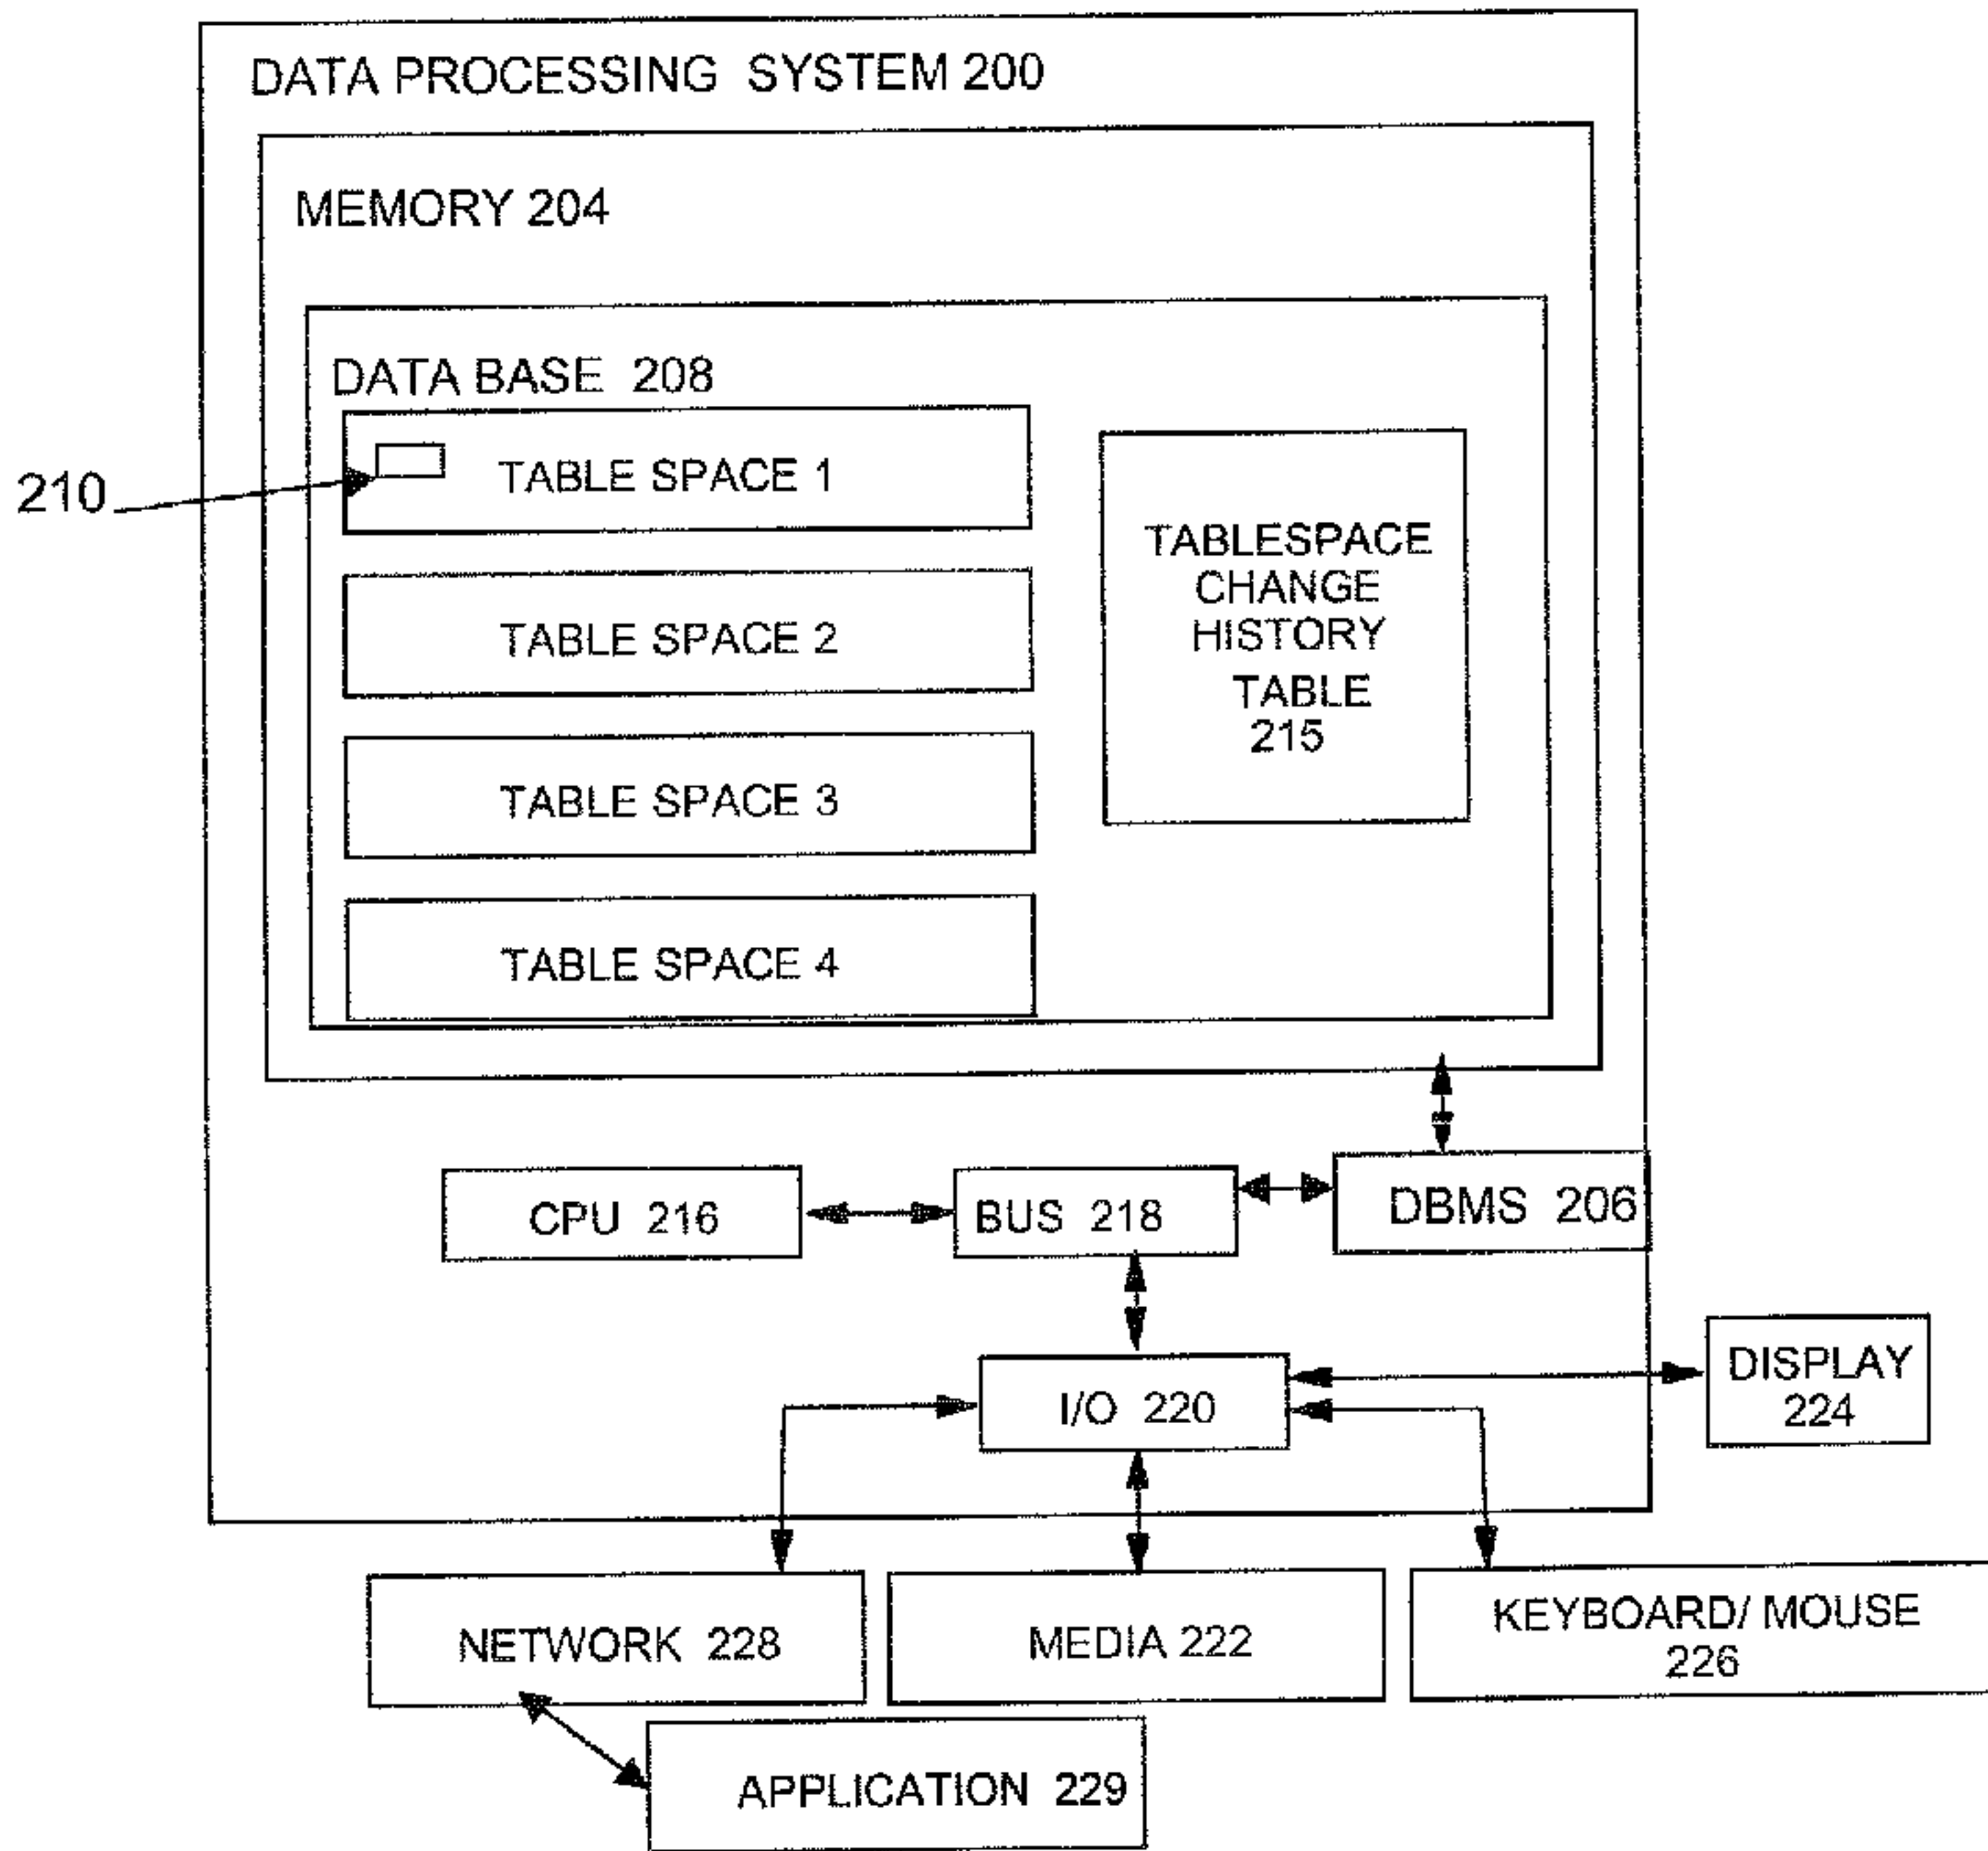 DATA PROCESSING SYSTEM 200
MEMORY 204
DATA BASE 208
210
TABLE SPACE 1
TABLE SPACE 2
TABLE SPACE 3
TABLE SPACE 4
TABLESPACE
CHANGE
HISTORY
TABLE
215
CPU 216
BUS 218
DBMS 206
I/O 220
DISPLAY
224
NETWORK 228
MEDIA 222
KEYBOARD/ MOUSE
226
APPLICATION 229